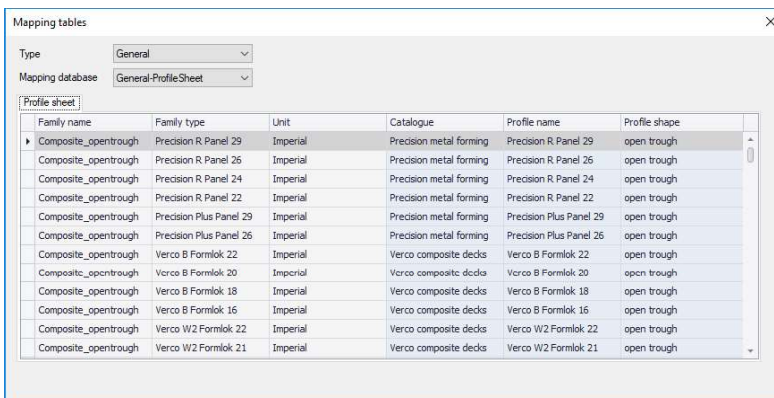 Mapping tables
Type General
Mapping database General-ProfileSheet
Profile sheet
Family name Family type Unit Catalogue Profile name Profile shape
Composite_opentrough Precision R Panel 29 Imperial Precision metal forming Precision R Panel 29 open trough
Composite_opentrough Precision R Panel 26 Imperial Precision metal forming Precision R Panel 26 open trough
Composite_opentrough Precision R Panel 24 Imperial Precision metal forming Precision R Panel 24 open trough
Composite_opentrough Precision R Panel 22 Imperial Precision metal forming Precision R Panel 22 open trough
Composite_opentrough Precision Plus Panel 29 Imperial Precision metal forming Precision Plus Panel 29 open trough
Composite_opentrough Precision Plus Panel 26 Imperial Precision metal forming Precision Plus Panel 26 open trough
Composite_opentrough Verco B Formlok 22 Imperial Verco composite decks Verco B Formlok 22 open trough
Composite_opentrough Verco B Formlok 20 Imperial Verco composite decks Verco B Formlok 20 open trough
Composite_opentrough Verco B Formlok 18 Imperial Verco composite decks Verco B Formlok 18 open trough
Composite_opentrough Verco B Formlok 16 Imperial Verco composite decks Verco B Formlok 16 open trough
Composite_opentrough Verco W2 Formlok 22 Imperial Verco composite decks Verco W2 Formlok 22 open trough
Composite_opentrough Verco W2 Formlok 21 Imperial Verco composite decks Verco W2 Formlok 21 open trough